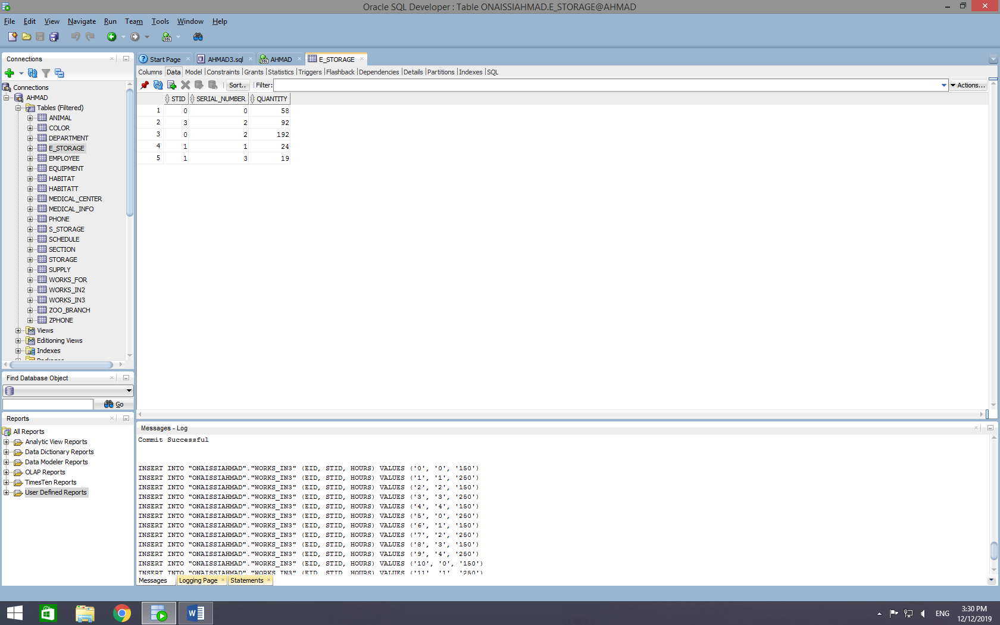 Oracle SQL Developer : Table ONAISSIAHMAD.E_STORAGE@AHMAD
File Edit View Navigate Run Team Tools Window Help
Connections
Connections
AHMAD
Tables (Filtered)
ANIMAL
COLOR
DEPARTMENT
E_STORAGE
EMPLOYEE
EQUIPMENT
HABITAT
HABITATT
MEDICAL_CENTER
MEDICAL_INFO
PHONE
S_STORAGE
SCHEDULE
SECTION
STORAGE
SUPPLY
WORKS_FOR
WORKS_IN2
WORKS_IN3
ZOO_BRANCH
ZPHONE
Views
Editioning Views
Indexes
Find Database Object
Go
Reports
All Reports
Analytic View Reports
Data Dictionary Reports
Data Modeler Reports
OLAP Reports
TimesTen Reports
User Defined Reports
Start Page AHMAD3.sql AHMAD E_STORAGE
Columns Data Model Constraints Grants Statistics Triggers Flashback Dependencies Details Partitions Indexes SQL
Sort.. Filter: Actions...
STID SERIAL_NUMBER QUANTITY
1 0 0 58
2 3 2 92
3 0 2 192
4 1 1 24
5 1 3 19
Messages - Log
Commit Successful
INSERT INTO "ONAISSIAHMAD"."WORKS_IN3" (EID, STID, HOURS) VALUES ('0', '0', '150')
INSERT INTO "ONAISSIAHMAD"."WORKS_IN3" (EID, STID, HOURS) VALUES ('1', '1', '250')
INSERT INTO "ONAISSIAHMAD"."WORKS_IN3" (EID, STID, HOURS) VALUES ('2', '2', '150')
INSERT INTO "ONAISSIAHMAD"."WORKS_IN3" (EID, STID, HOURS) VALUES ('3', '3', '250')
INSERT INTO "ONAISSIAHMAD"."WORKS_IN3" (EID, STID, HOURS) VALUES ('4', '4', '150')
INSERT INTO "ONAISSIAHMAD"."WORKS_IN3" (EID, STID, HOURS) VALUES ('5', '0', '250')
INSERT INTO "ONAISSIAHMAD"."WORKS_IN3" (EID, STID, HOURS) VALUES ('6', '1', '150')
INSERT INTO "ONAISSIAHMAD"."WORKS_IN3" (EID, STID, HOURS) VALUES ('7', '2', '250')
INSERT INTO "ONAISSIAHMAD"."WORKS_IN3" (EID, STID, HOURS) VALUES ('8', '3', '150')
INSERT INTO "ONAISSIAHMAD"."WORKS_IN3" (EID, STID, HOURS) VALUES ('9', '4', '250')
INSERT INTO "ONAISSIAHMAD"."WORKS_IN3" (EID, STID, HOURS) VALUES ('10', '0', '150')
INSERT INTO "ONAISSIAHMAD"."WORKS_IN3" (EID, STID, HOURS) VALUES ('11', '1', '250')
Messages Logging Page Statements
ENG
3:30 PM
12/12/2019